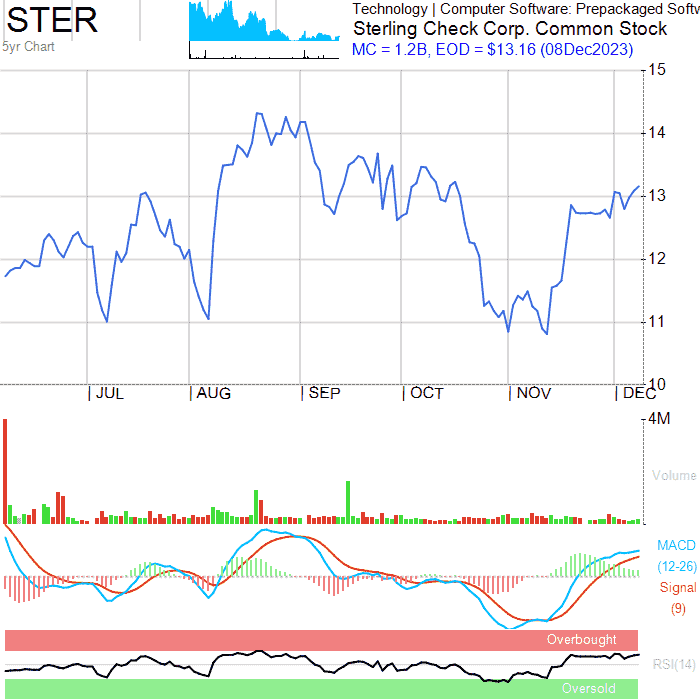 STER
5yr Chart
Technology | Computer Software: Prepackaged Softw
Sterling Check Corp. Common Stock
MC = 1.2B, EOD = $13.16 (08Dec2023)
15
14
13
12
11
10
JUL AUG SEP OCT NOV DEC
4M
Volume
MACD
(12-26)
Signal
(9)
Overbought
RSI(14)
Oversold